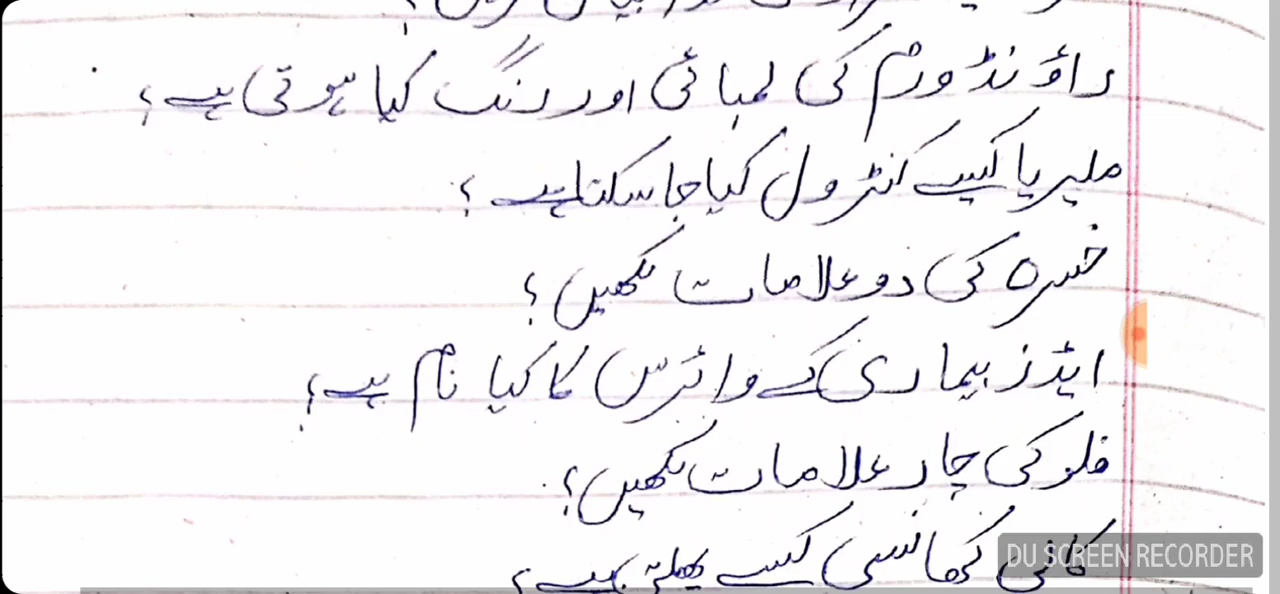 راؤنڈ ورم کی لمبائی اور رنگ کیا ہوتی ہے؟
ملیریا کیسے کنٹرول کیا جا سکتا ہے؟
خسرہ کی دو علامات لکھیں؟
ایڈز بیماری کے وائرس کا کیا نام ہے؟
فلو کی چار علامات لکھیں؟
کالی کھانسی کیسے پھیلتی ہے؟
DU SCREEN RECORDER